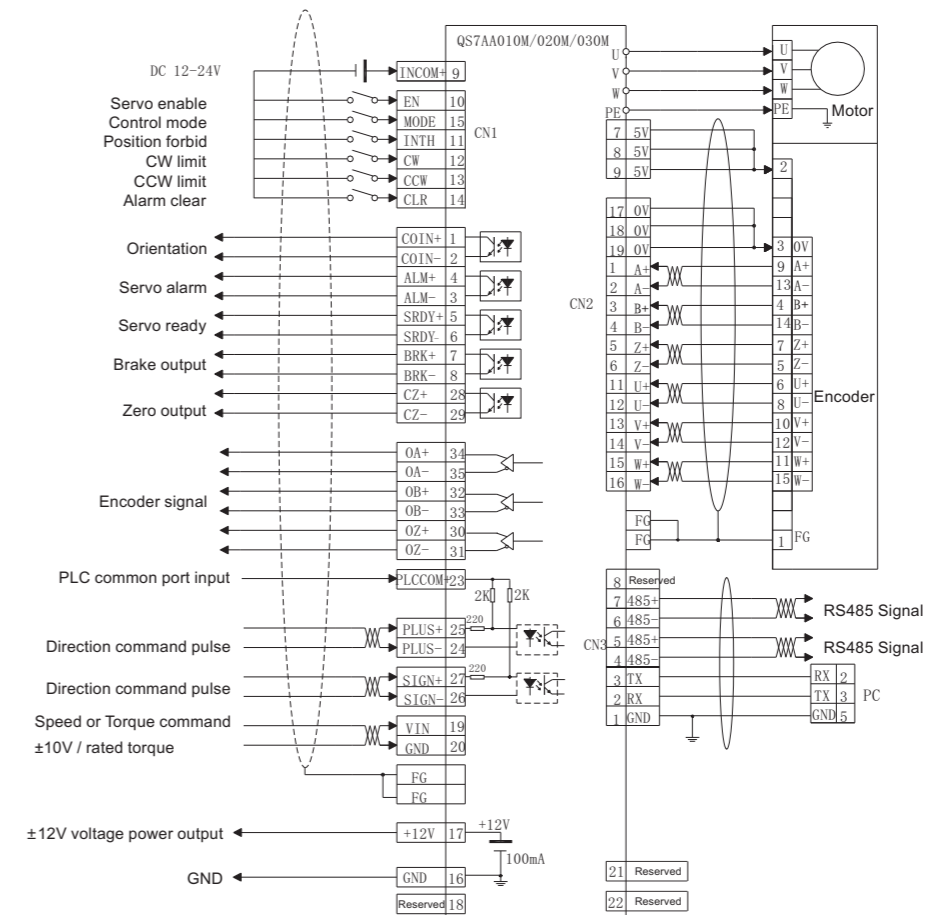 QS7AA010M/020M/030M
DC 12-24V
INCOM+ 9
Servo enable
EN 10
Control mode
MODE 15
Position forbid
INTH 11
CW limit
CW 12
CCW limit
CCW 13
Alarm clear
CLR 14
CN1
Orientation
COIN+ 1
COIN- 2
Servo alarm
ALM+ 4
ALM- 3
Servo ready
SRDY+ 5
SRDY- 6
Brake output
BRK+ 7
BRK- 8
Zero output
CZ+ 28
CZ- 29
Encoder signal
OA+ 34
OA- 35
OB+ 32
OB- 33
OZ+ 30
OZ- 31
PLC common port input
PLCCOM+ 23
2K 2K
Direction command pulse
PLUS+ 25 220
PLUS- 24
Direction command pulse
SIGN+ 27 220
SIGN- 26
Speed or Torque command
±10V / rated torque
VIN 19
GND 20
FG
FG
±12V voltage power output
+12V 17
+12V
100mA
GND
GND 16
Reserved 18
U
V
W
PE
U
V
W
PE
Motor
7 5V
8 5V
9 5V
2
17 0V
18 0V
19 0V
3 0V
CN2
1 A+
9 A+
2 A-
13 A-
3 B+
4 B+
4 B-
14 B-
5 Z+
7 Z+
6 Z-
5 Z-
11 U+
6 U+
12 U-
8 U-
13 V+
10 V+
14 V-
12 V-
15 W+
11 W+
16 W-
15 W-
Encoder
FG
FG
1 FG
8 Reserved
7 485+
6 485-
RS485 Signal
CN3
5 485+
4 485-
RS485 Signal
3 TX
RX 2
2 RX
TX 3
1 GND
GND 5
PC
21 Reserved
22 Reserved